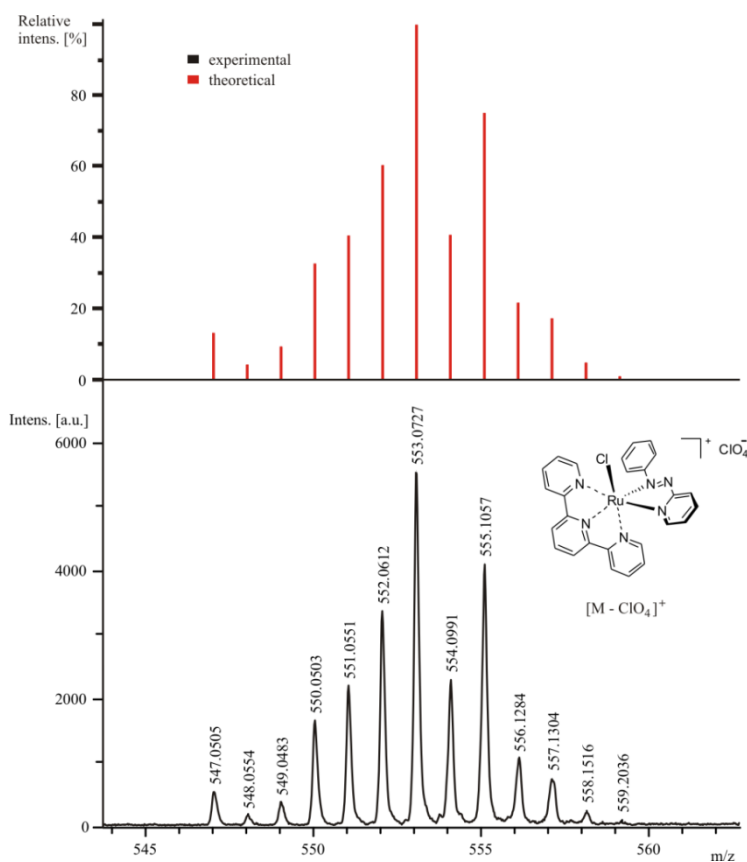 Relative
intens. [%]
experimental
theoretical
80
60
40
20
0
Intens. [a.u.]
6000
4000
2000
0
547.0505
548.0554
549.0483
550.0503
551.0551
552.0612
553.0727
554.0991
555.1057
556.1284
557.1304
558.1516
559.2036
Cl
N
N
N
N
N
N
Ru
+
ClO4−
[M - ClO4]+
545
550
555
560
m/z